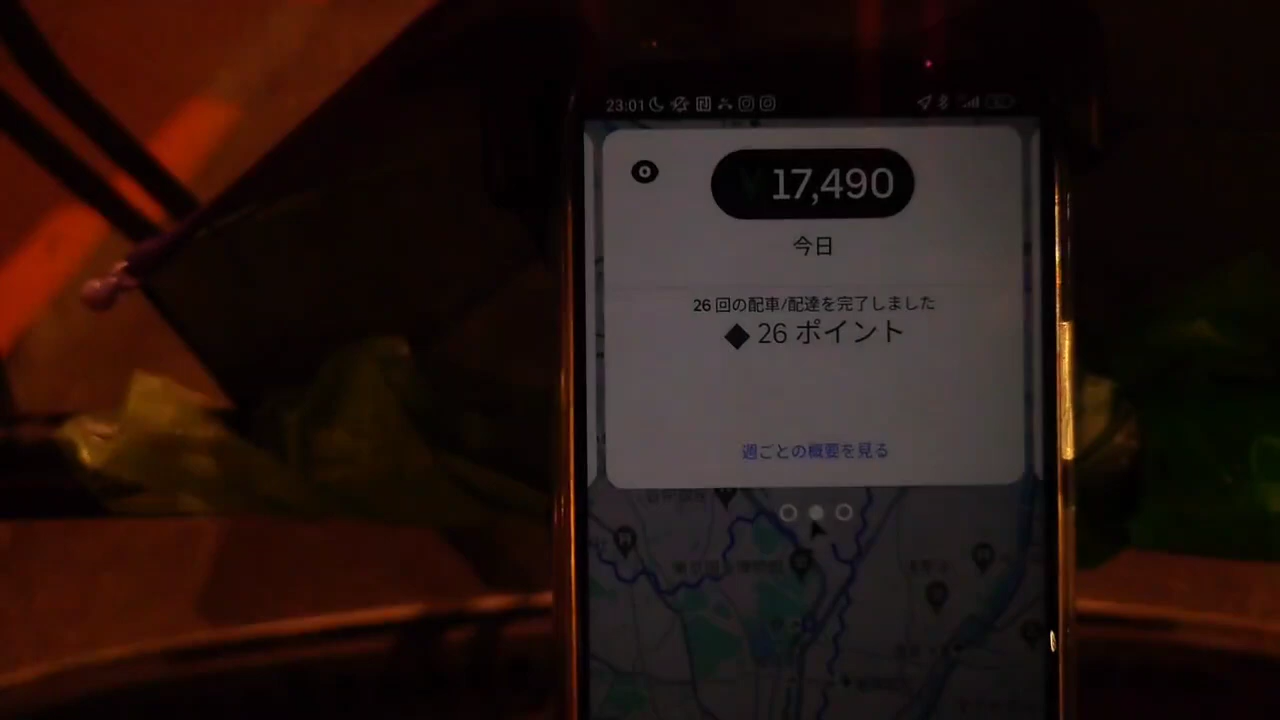 23:01
¥ 17,490
今日
26 回の配車/配達を完了しました
◆ 26 ポイント
週ごとの概要を見る